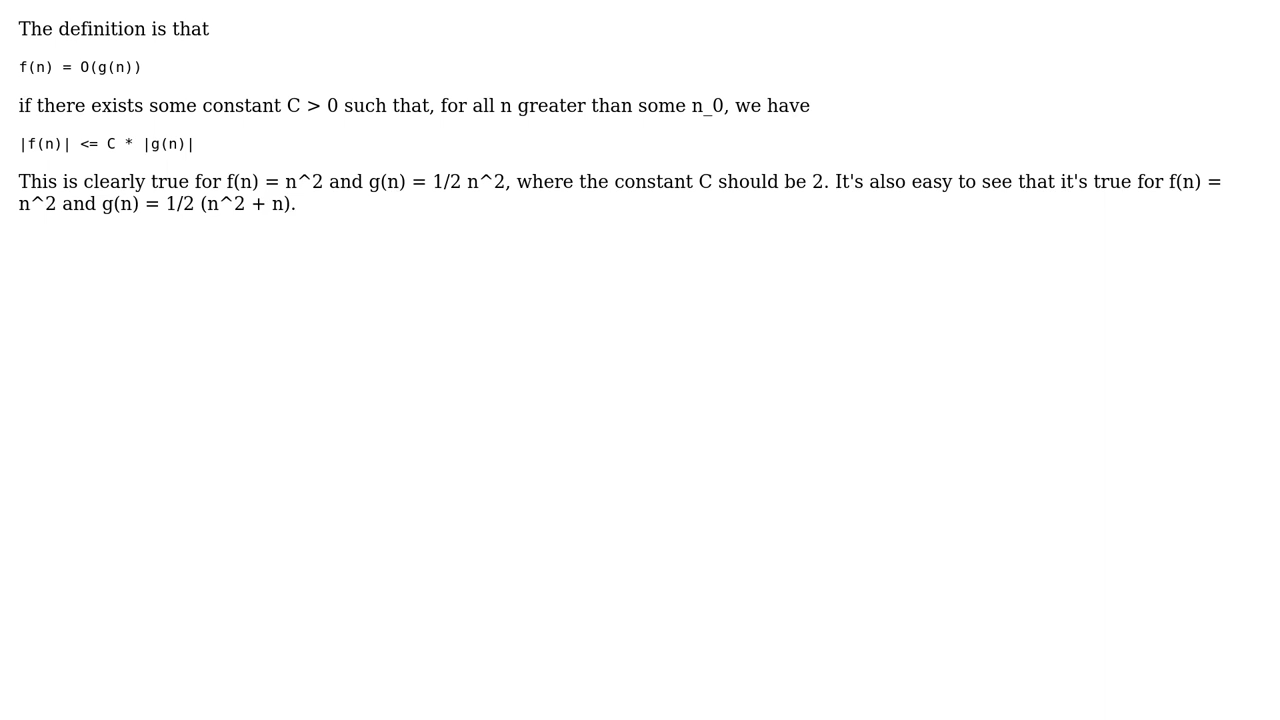 The definition is that
f(n) = O(g(n))
if there exists some constant C > 0 such that, for all n greater than some n_0, we have
|f(n)| <= C * |g(n)|
This is clearly true for f(n) = n^2 and g(n) = 1/2 n^2, where the constant C should be 2. It's also easy to see that it's true for f(n) =
n^2 and g(n) = 1/2 (n^2 + n).